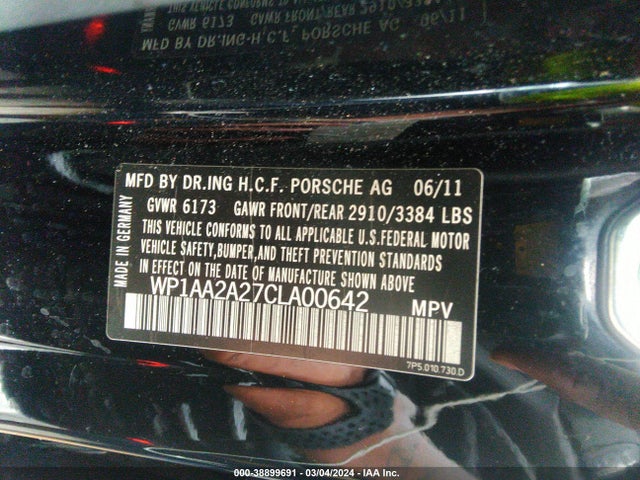 MFD BY DR.ING H.C.F. PORSCHE AG 06/11
GVWR 6173 GAWR FRONT/REAR 2910/3384 LBS
THIS VEHICLE CONFORMS TO ALL APPLICABLE U.S.FEDERAL MOTOR
VEHICLE SAFETY,BUMPER,AND THEFT PREVENTION STANDARDS
IN EFFECT ON THE DATE OF MANUFACTURE SHOWN ABOVE
WP1AA2A27CLA00642 MPV
7P5.010.730.D
MADE IN GERMANY
000-38899691 - 03/04/2024 - IAA Inc.